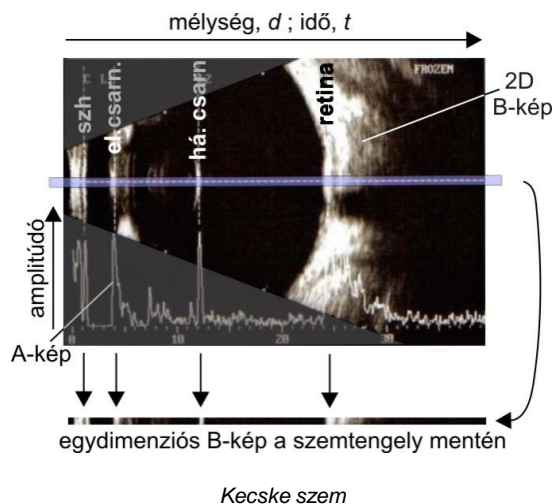 mélység, d ; idő, t
FROZEN
szh
el.csarn.
há. csarn
retina
2D
B-kép
amplitúdó
A-kép
0
10
20
30
egydimenziós B-kép a szemtengely mentén
Kecske szem